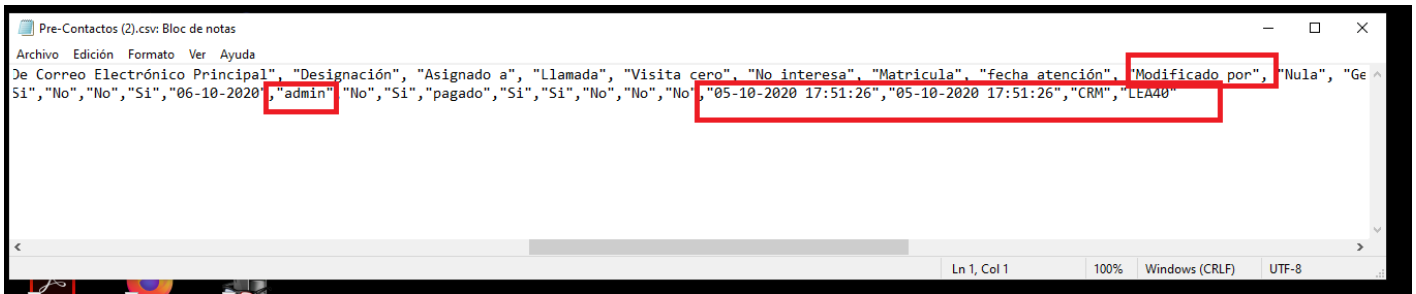 Pre-Contactos (2).csv: Bloc de notas
Archivo Edición Formato Ver Ayuda
De Correo Electrónico Principal", "Designación", "Asignado a", "Llamada", "Visita cero", "No interesa", "Matricula", "fecha atención", "Modificado por", "Nula", "Ge
Si","No","No","Si","06-10-2020","admin","No","Si","pagado","Si","Si","No","No","No","05-10-2020 17:51:26","05-10-2020 17:51:26","CRM","LEA40"
Ln 1, Col 1 100% Windows (CRLF) UTF-8